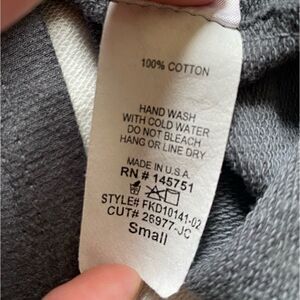 100% COTTON
HAND WASH
WITH COLD WATER
DO NOT BLEACH
HANG OR LINE DRY
MADE IN U.S.A.
RN # 145751
STYLE# FKD10141-02
CUT# 26977-JC
Small